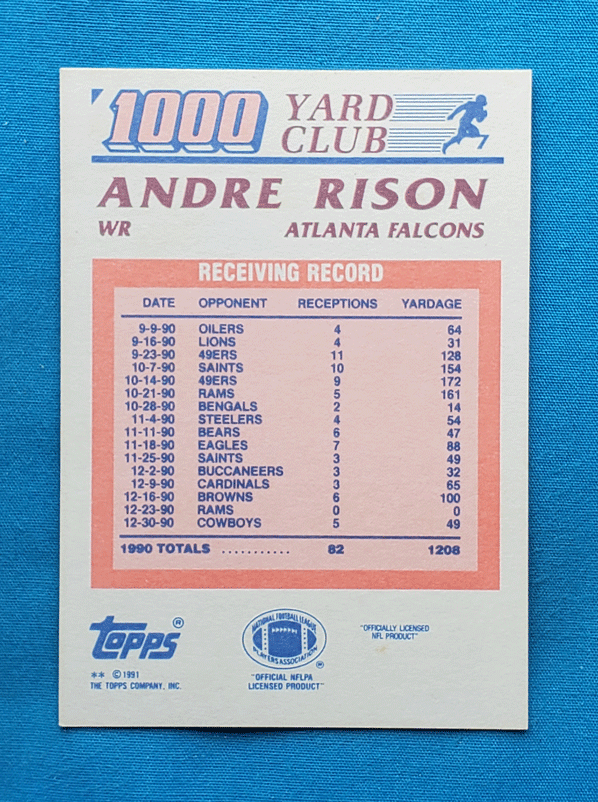 1000 YARD CLUB
ANDRE RISON
WR ATLANTA FALCONS
RECEIVING RECORD
DATE OPPONENT RECEPTIONS YARDAGE
9-9-90 OILERS 4 64
9-16-90 LIONS 4 31
9-23-90 49ERS 11 128
10-7-90 SAINTS 10 154
10-14-90 49ERS 9 172
10-21-90 RAMS 5 161
10-28-90 BENGALS 2 14
11-4-90 STEELERS 4 54
11-11-90 BEARS 6 47
11-18-90 EAGLES 7 88
11-25-90 SAINTS 3 49
12-2-90 BUCCANEERS 3 32
12-9-90 CARDINALS 3 65
12-16-90 BROWNS 6 100
12-23-90 RAMS 0 0
12-30-90 COWBOYS 5 49
1990 TOTALS ........... 82 1208
Topps®
** ©1991
THE TOPPS COMPANY, INC.
NATIONAL FOOTBALL LEAGUE
PLAYERS ASSOCIATION ®
"OFFICIAL NFLPA
LICENSED PRODUCT"
"OFFICIALLY LICENSED
NFL PRODUCT"